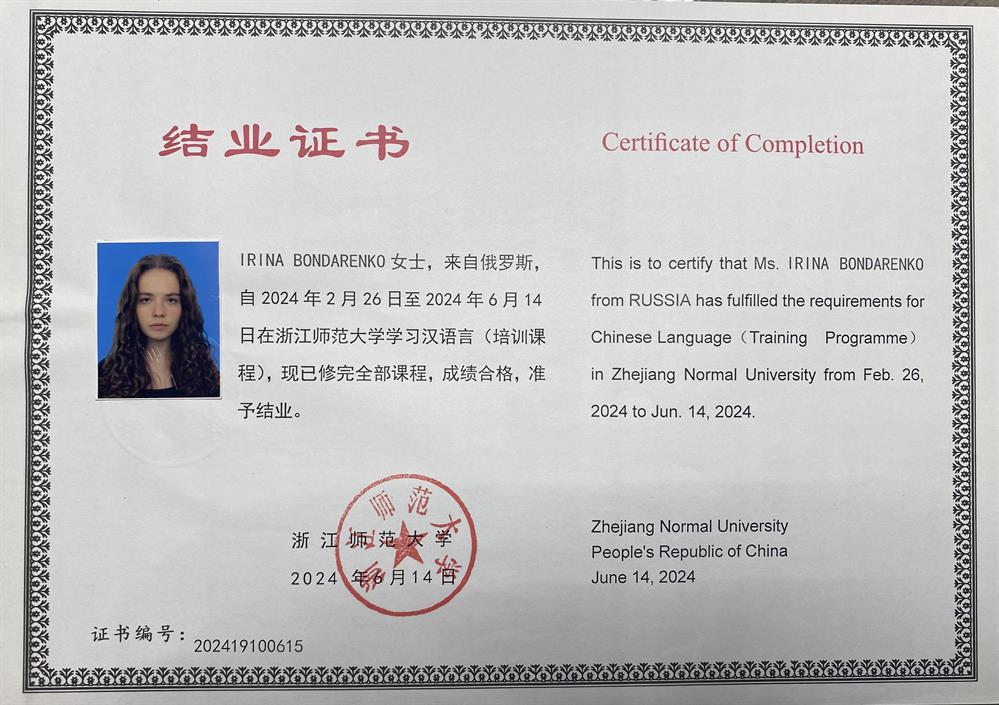 结业证书
IRINA BONDARENKO 女士，来自俄罗斯，
自 2024 年 2 月 26 日至 2024 年 6 月 14
日在浙江师范大学学习汉语言（培训课
程），现已修完全部课程，成绩合格，准
予结业。
浙江师范大学
2024 年 6 月 14 日
浙江师范大学
证书编号：202419100615
Certificate of Completion
This is to certify that Ms. IRINA BONDARENKO
from RUSSIA has fulfilled the requirements for
Chinese Language（Training Programme）
in Zhejiang Normal University from Feb. 26,
2024 to Jun. 14, 2024.
Zhejiang Normal University
People's Republic of China
June 14, 2024